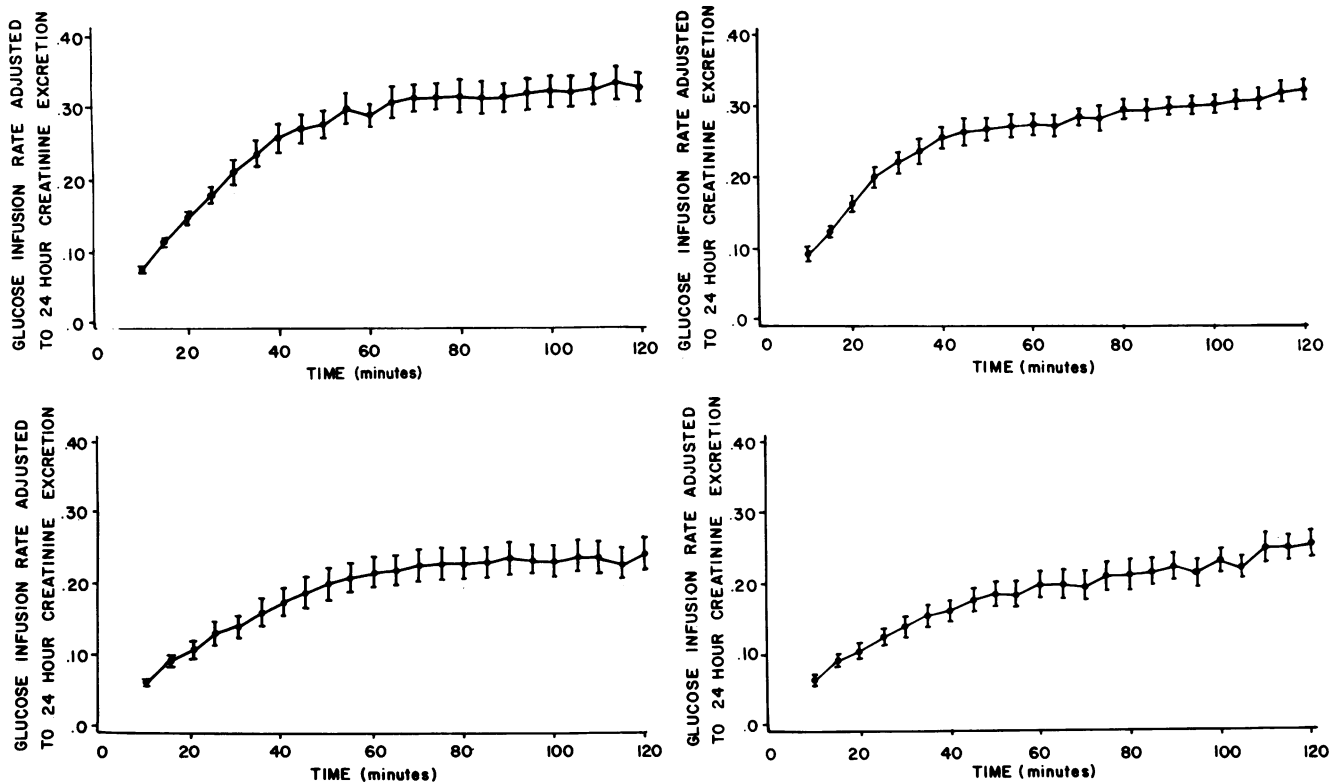 GLUCOSE INFUSION RATE ADJUSTED
TO 24 HOUR CREATININE EXCRETION
.40
.30
.20
.10
.0
0 20 40 60 80 100 120
TIME (minutes)
GLUCOSE INFUSION RATE ADJUSTED
TO 24 HOUR CREATININE EXCRETION
.40
.30
.20
.10
.0
0 20 40 60 80 100 120
TIME (minutes)
GLUCOSE INFUSION RATE ADJUSTED
TO 24 HOUR CREATININE EXCRETION
.40
.30
.20
.10
.0
0 20 40 60 80 100 120
TIME (minutes)
GLUCOSE INFUSION RATE ADJUSTED
TO 24 HOUR CREATININE EXCRETION
.40
.30
.20
.10
.0
0 20 40 60 80 100 120
TIME (minutes)